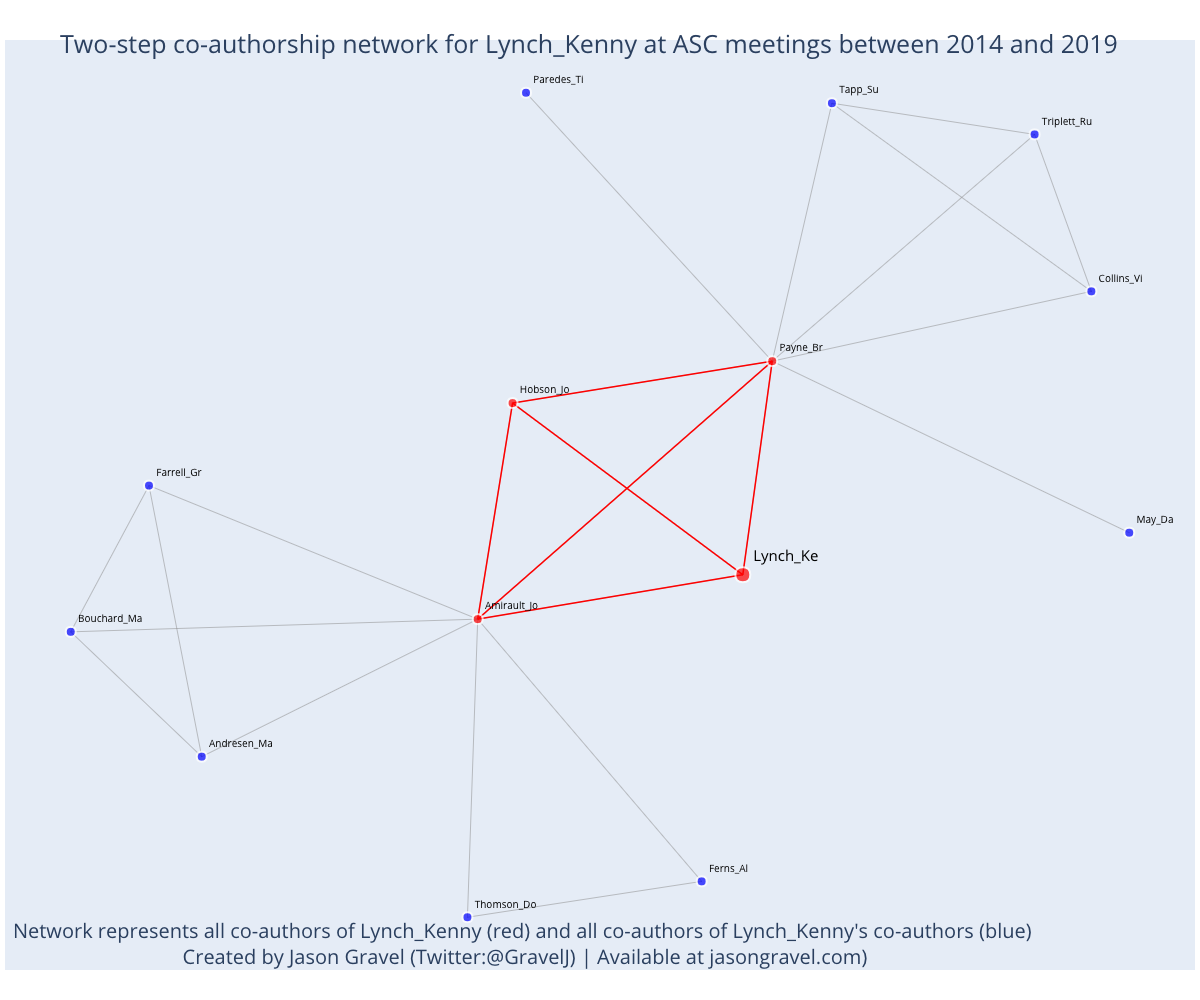 Two-step co-authorship network for Lynch_Kenny at ASC meetings between 2014 and 2019
Paredes_Ti
Tapp_Su
Triplett_Ru
Collins_Vi
Payne_Br
Hobson_Jo
Farrell_Gr
May_Da
Lynch_Ke
Amirault_Jo
Bouchard_Ma
Andresen_Ma
Ferns_Al
Thomson_Do
Network represents all co-authors of Lynch_Kenny (red) and all co-authors of Lynch_Kenny's co-authors (blue)
Created by Jason Gravel (Twitter:@GravelJ) | Available at jasongravel.com)